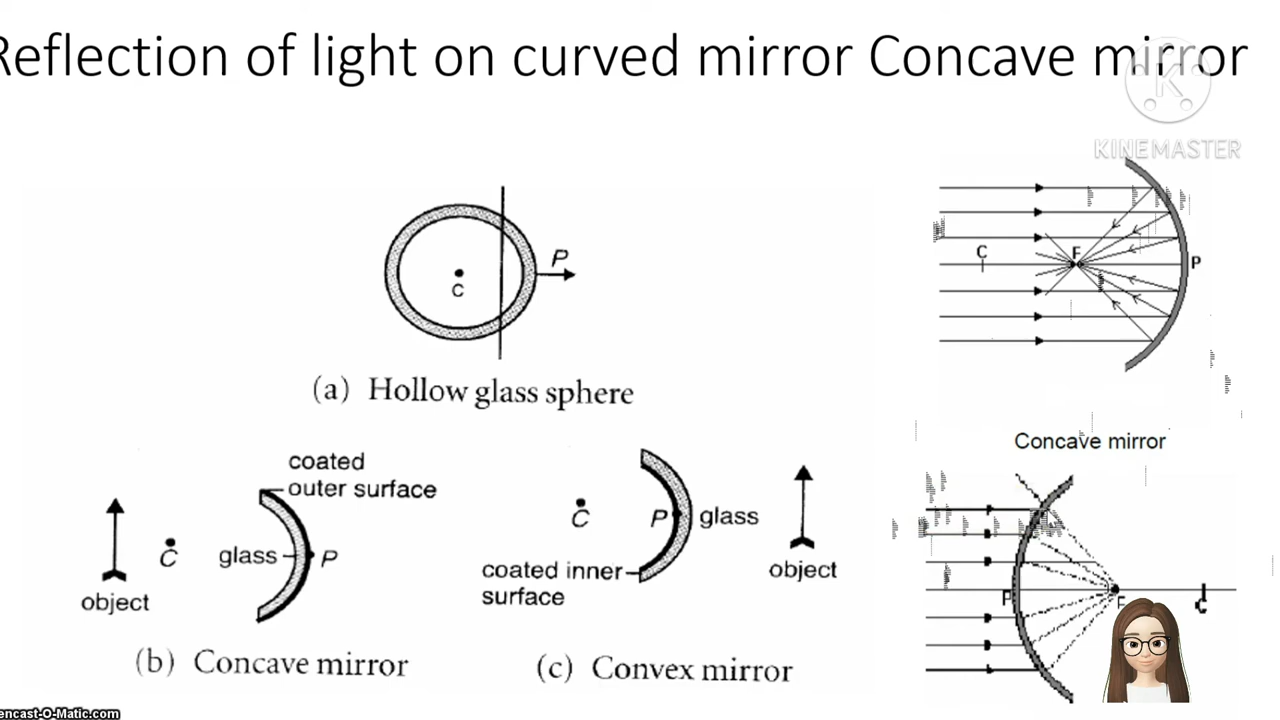 Reflection of light on curved mirror Concave mirror
K
KINEMASTER
P
C
(a) Hollow glass sphere
C
F
P
Concave mirror
coated
outer surface
C
glass
P
object
(b) Concave mirror
C
P
glass
coated inner
surface
object
(c) Convex mirror
P
F
C
encast-O-Matic.com